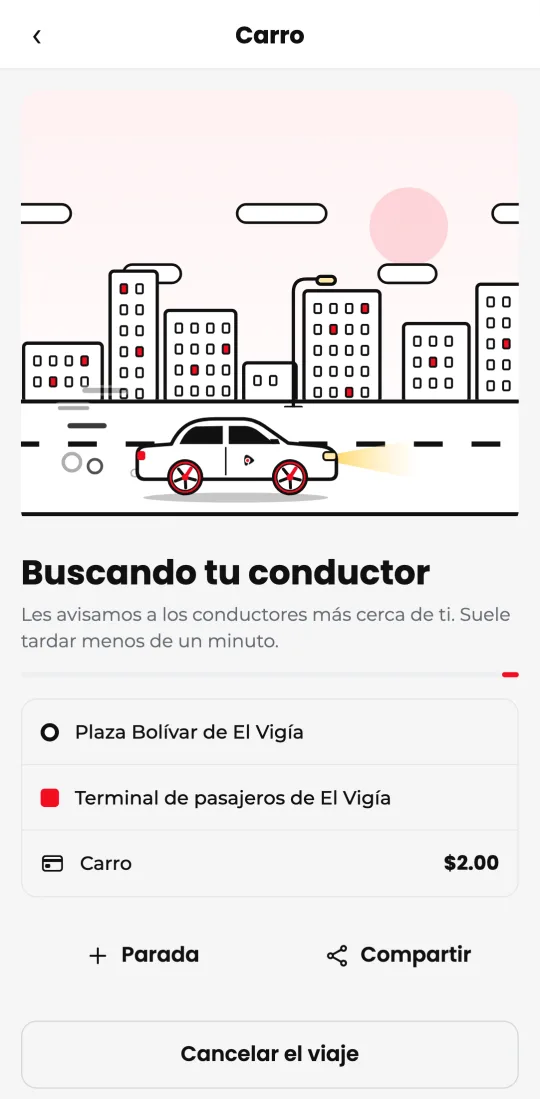 Carro
Buscando tu conductor
Les avisamos a los conductores más cerca de ti. Suele
tardar menos de un minuto.
Plaza Bolívar de El Vigía
Terminal de pasajeros de El Vigía
Carro $2.00
Parada Compartir
Cancelar el viaje